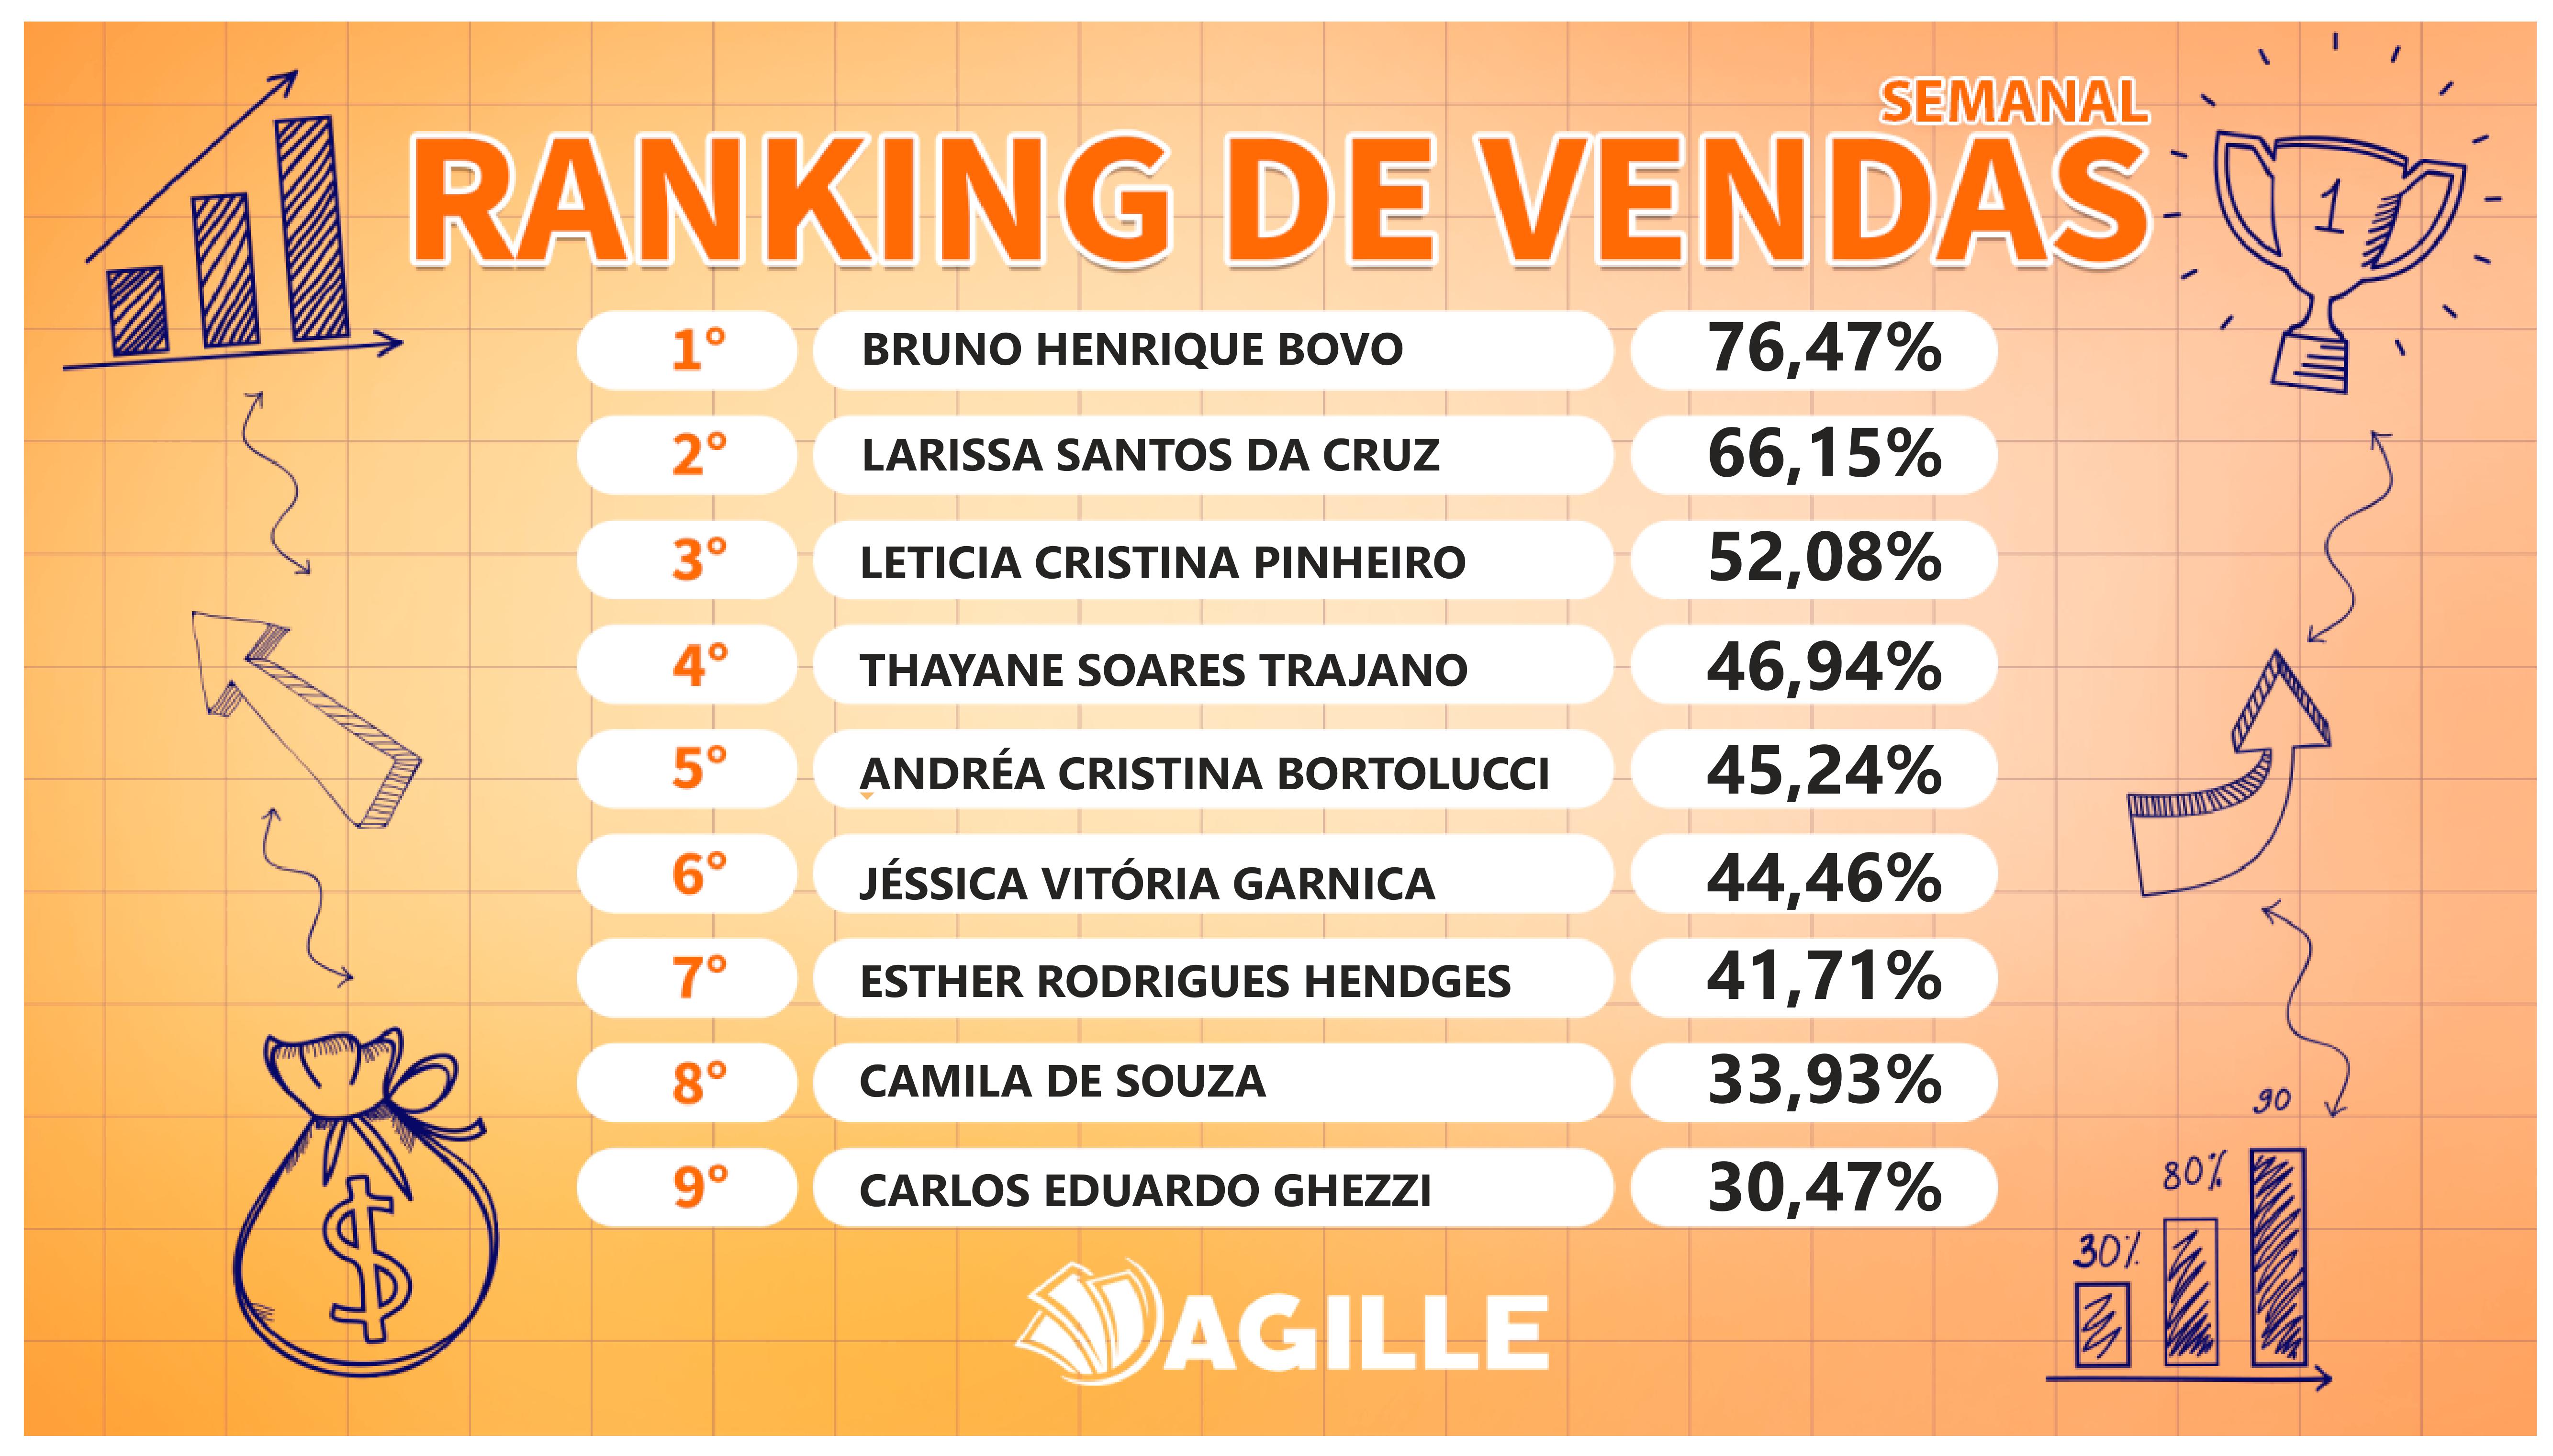 SEMANAL
RANKING DE VENDAS
1
1° BRUNO HENRIQUE BOVO 76,47%
2° LARISSA SANTOS DA CRUZ 66,15%
3° LETICIA CRISTINA PINHEIRO 52,08%
4° THAYANE SOARES TRAJANO 46,94%
5° ANDRÉA CRISTINA BORTOLUCCI 45,24%
6° JÉSSICA VITÓRIA GARNICA 44,46%
7° ESTHER RODRIGUES HENDGES 41,71%
8° CAMILA DE SOUZA 33,93%
9° CARLOS EDUARDO GHEZZI 30,47%
$
90
80%
30%
AGILLE